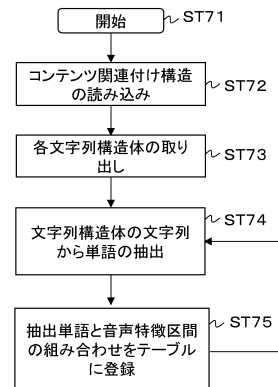 開始
ST71
コンテンツ関連付け構造
の読み込み
ST72
各文字列構造体の取り
出し
ST73
文字列構造体の文字列
から単語の抽出
ST74
抽出単語と音声特徴区間
の組み合わせをテーブル
に登録
ST75